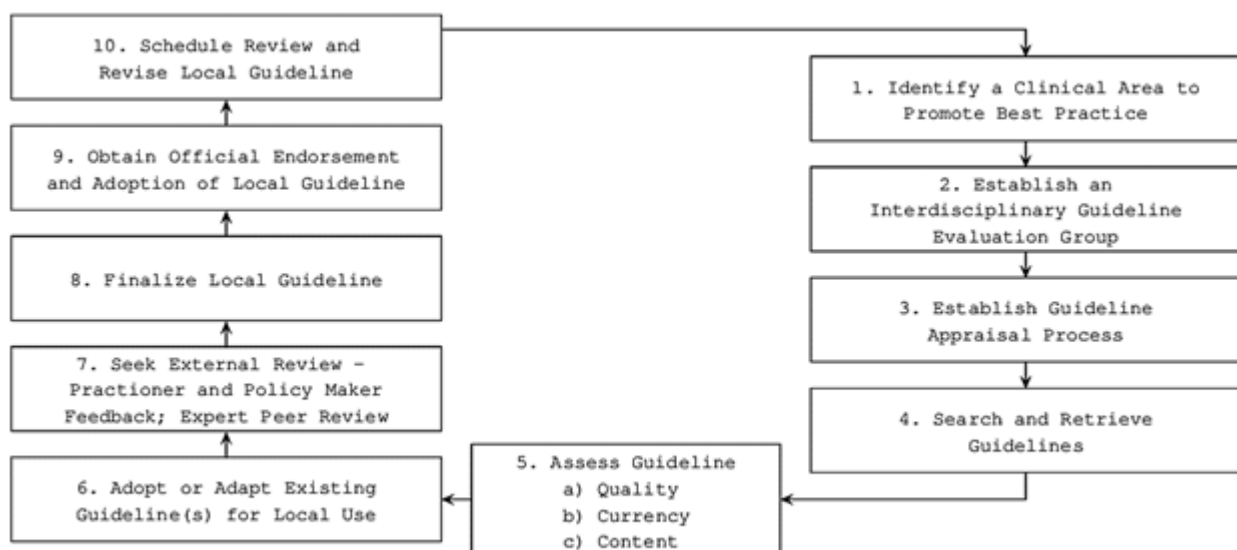 10. Schedule Review and
Revise Local Guideline
1. Identify a Clinical Area to
Promote Best Practice
9. Obtain Official Endorsement
and Adoption of Local Guideline
2. Establish an
Interdisciplinary Guideline
Evaluation Group
8. Finalize Local Guideline
3. Establish Guideline
Appraisal Process
7. Seek External Review –
Practioner and Policy Maker
Feedback; Expert Peer Review
4. Search and Retrieve
Guidelines
5. Assess Guideline
a) Quality
b) Currency
c) Content
6. Adopt or Adapt Existing
Guideline(s) for Local Use